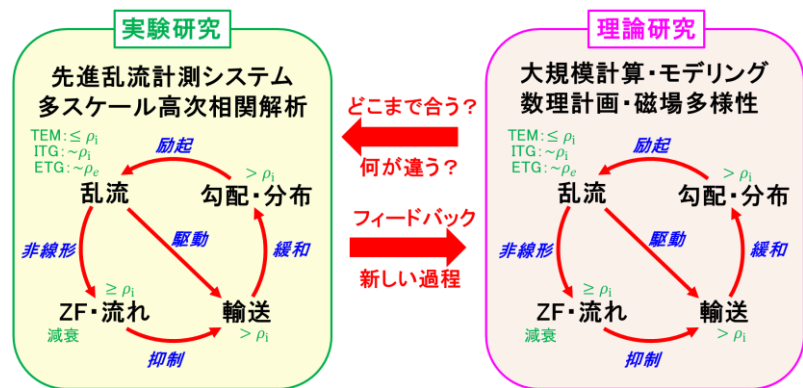 実験研究
先進乱流計測システム
多スケール高次相関解析
TEM:≤ ρi
ITG:~ρi
ETG:~ρe
励起
> ρi
乱流
勾配・分布
非線形
駆動
緩和
≥ ρi
ZF・流れ
輸送
減衰
> ρi
抑制
どこまで合う?
何が違う?
フィードバック
新しい過程
理論研究
大規模計算・モデリング
数理計画・磁場多様性
TEM:≤ ρi
ITG:~ρi
ETG:~ρe
励起
> ρi
乱流
勾配・分布
非線形
駆動
緩和
≥ ρi
ZF・流れ
輸送
減衰
> ρi
抑制